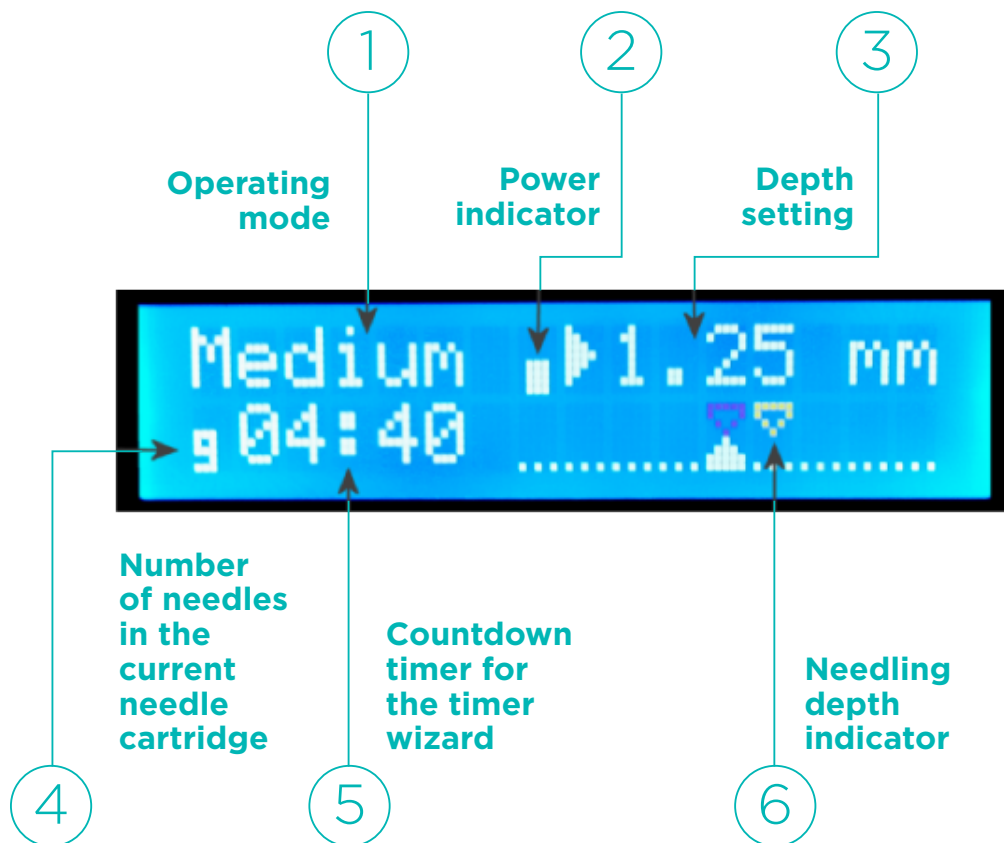 1
2
3
Operating
mode
Power
indicator
Depth
setting
Medium 1.25 mm
9 04:40
Number
of needles
in the
current
needle
cartridge
Countdown
timer for
the timer
wizard
Needling
depth
indicator
4
5
6